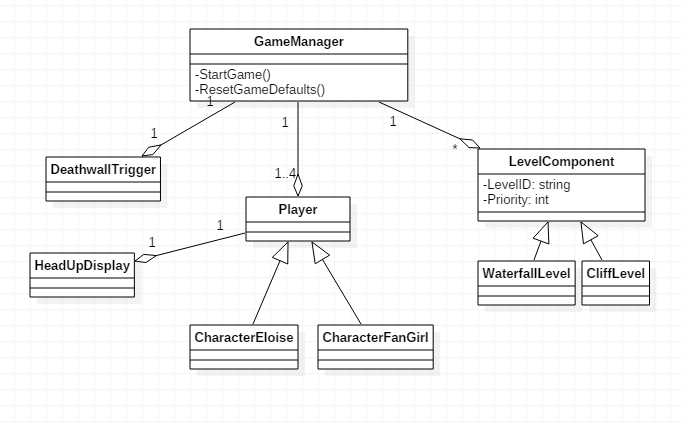 GameManager
-StartGame()
-ResetGameDefaults()
1
1
1
1
1..4
*
DeathwallTrigger
LevelComponent
-LevelID: string
-Priority: int
Player
1
1
HeadUpDisplay
WaterfallLevel
CliffLevel
CharacterEloise
CharacterFanGirl